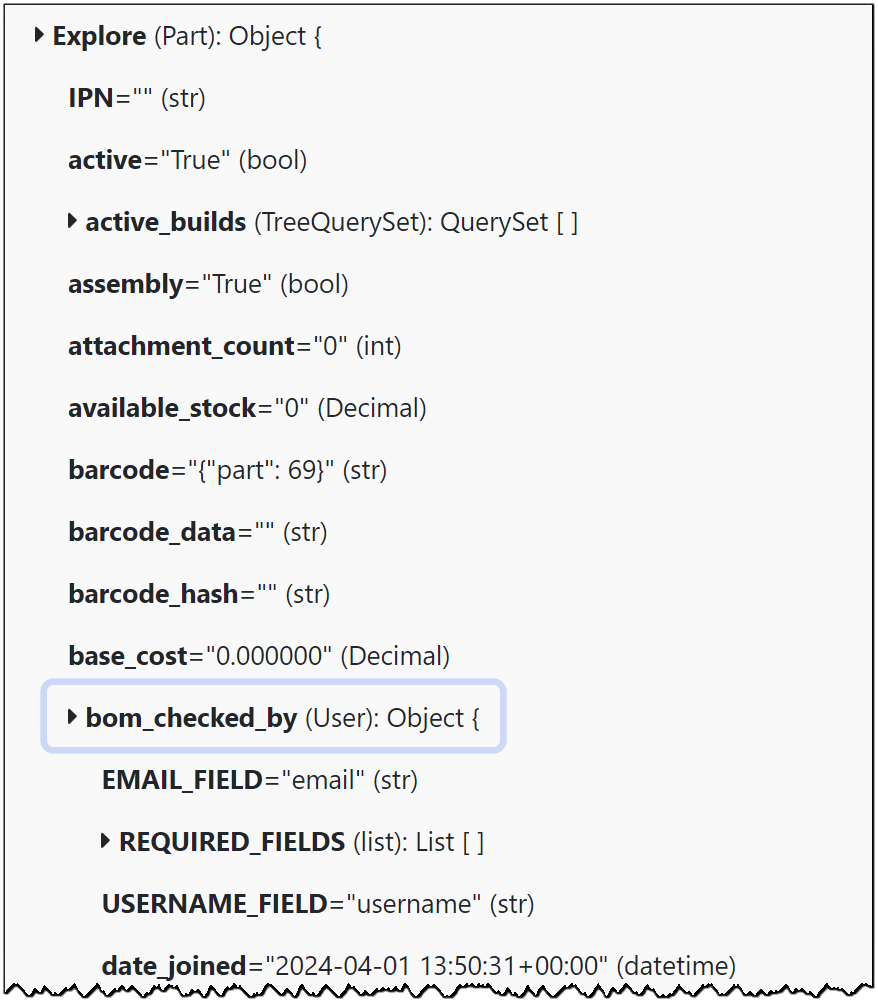 Explore (Part): Object {
IPN="" (str)
active="True" (bool)
active_builds (TreeQuerySet): QuerySet [ ]
assembly="True" (bool)
attachment_count="0" (int)
available_stock="0" (Decimal)
barcode="{"part": 69}" (str)
barcode_data="" (str)
barcode_hash="" (str)
base_cost="0.000000" (Decimal)
bom_checked_by (User): Object {
EMAIL_FIELD="email" (str)
REQUIRED_FIELDS (list): List [ ]
USERNAME_FIELD="username" (str)
date_joined="2024-04-01 13:50:31+00:00" (datetime)